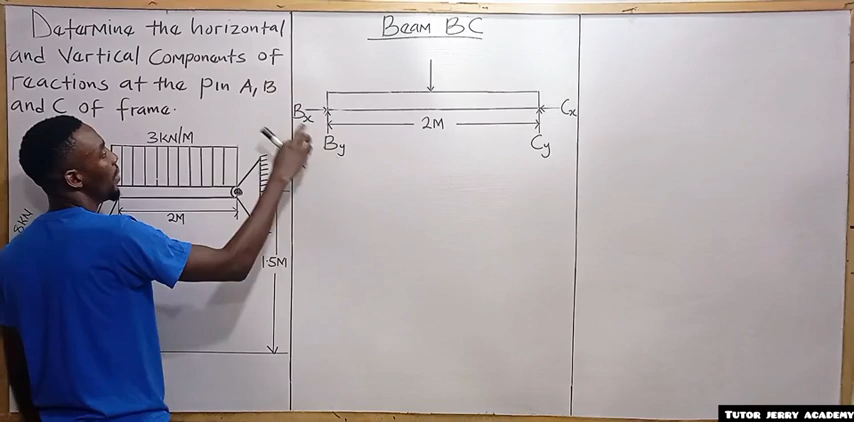 Determine the horizontal
and Vertical Components of
reactions at the pin A, B
and C of frame.
3KN/M
2M
1.5M
Beam BC
Bx
Cx
2M
By
Cy
TUTOR JERRY ACADEMY